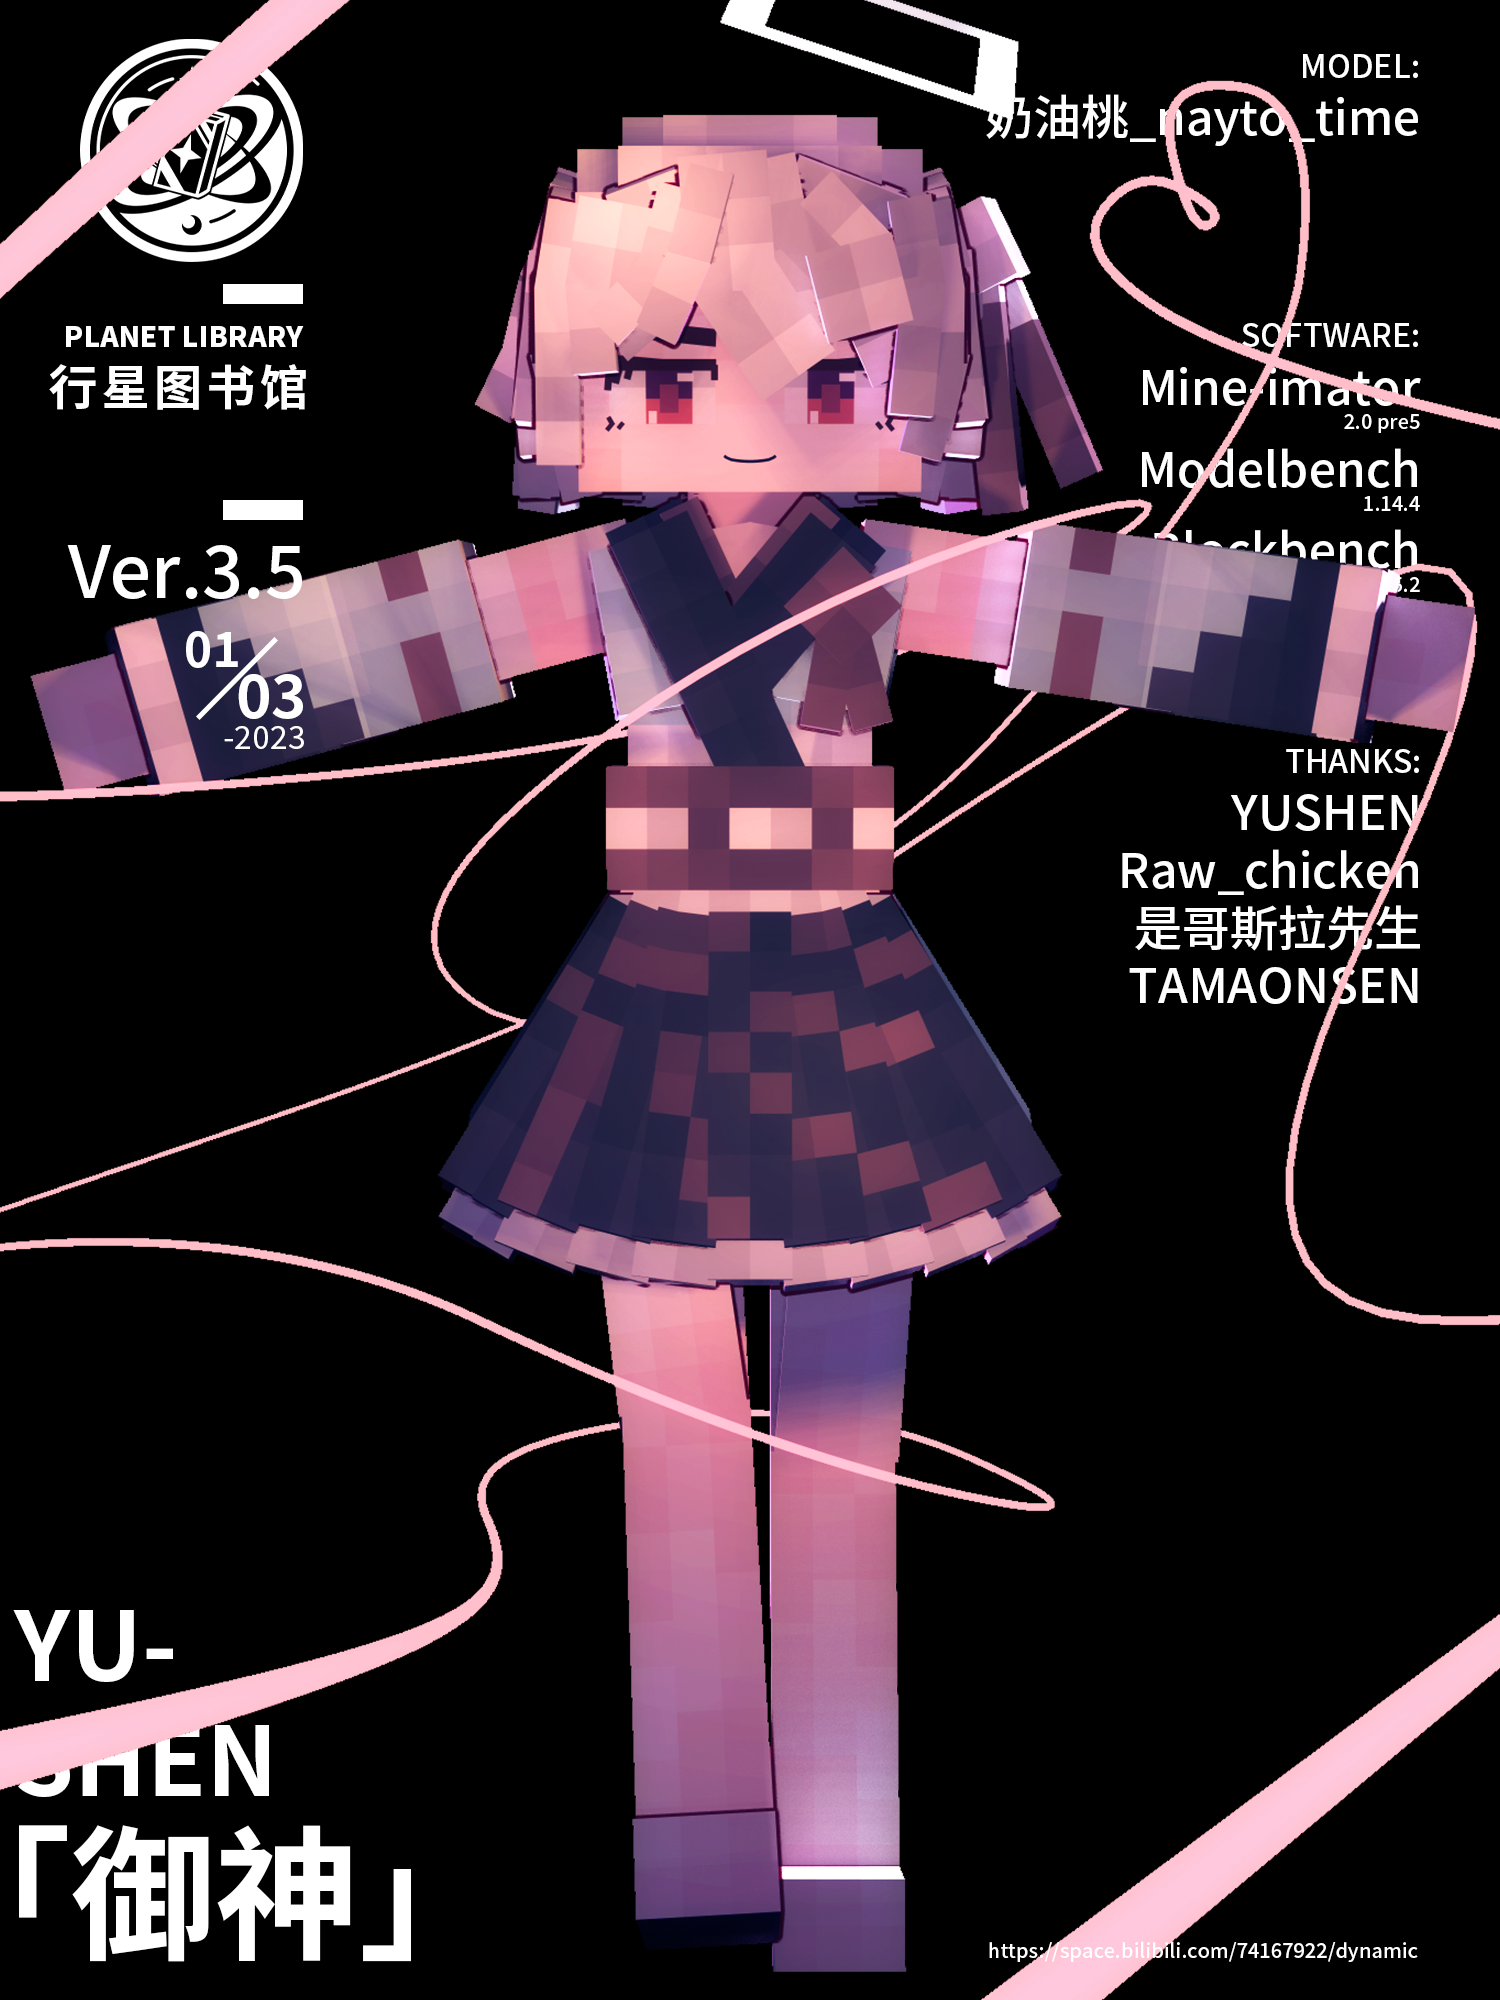 PLANET LIBRARY
行星图书馆
Ver.3.5
01/03
-2023
MODEL:
奶油桃_nayto_time
SOFTWARE:
Mine-imator
2.0 pre5
Modelbench
1.14.4
Blockbench
THANKS:
YUSHEN
Raw_chicken
是哥斯拉先生
TAMAONSEN
YU-
SHEN
「御神」
https://space.bilibili.com/74167922/dynamic